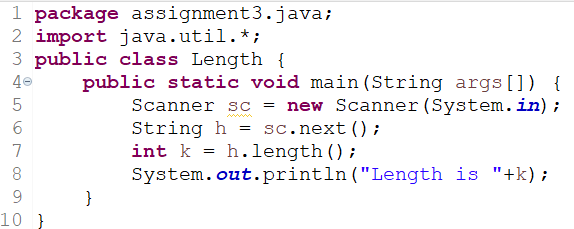 1 package assignment3.java;
2 import java.util.*;
3 public class Length {
4     public static void main(String args[]) {
5         Scanner sc = new Scanner(System.in);
6         String h = sc.next();
7         int k = h.length();
8         System.out.println("Length is "+k);
9     }
10 }